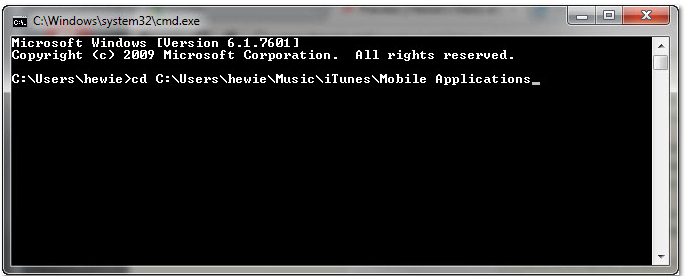 C:\Windows\system32\cmd.exe
Microsoft Windows [Version 6.1.7601]
Copyright (c) 2009 Microsoft Corporation.  All rights reserved.
C:\Users\hewie>cd C:\Users\hewie\Music\iTunes\Mobile Applications_